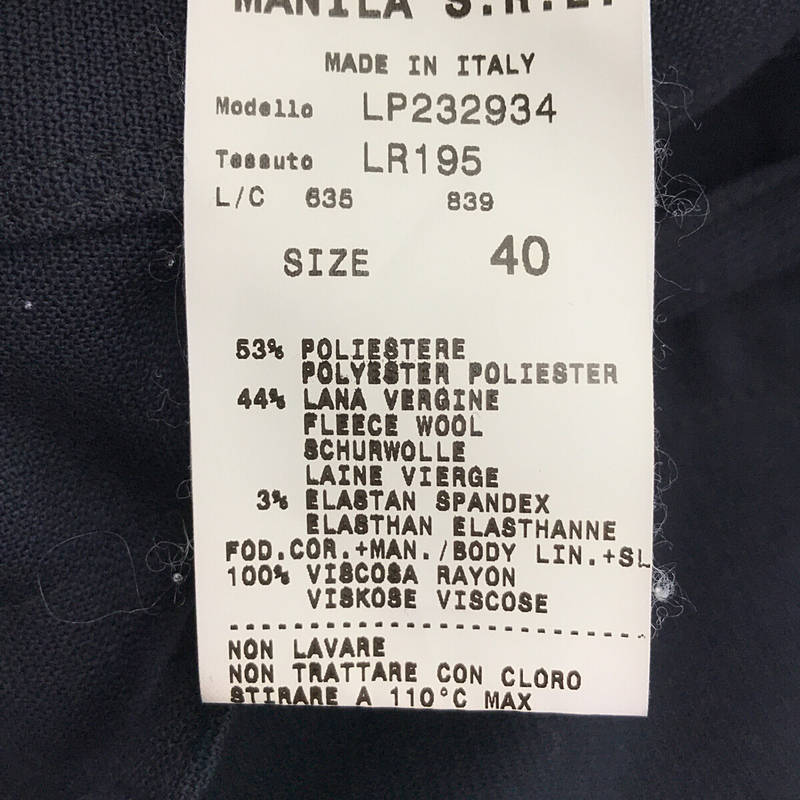 MANILA S.R.L.
MADE IN ITALY
Modello LP232934
Tessuto LR195
L/C 635 839
SIZE 40
53% POLIESTERE
POLYESTER POLIESTER
44% LANA VERGINE
FLEECE WOOL
SCHURWOLLE
LAINE VIERGE
3% ELASTAN SPANDEX
ELASTHAN ELASTHANNE
FOD.COR.+MAN./BODY LIN.+SL
100% VISCOSA RAYON
VISKOSE VISCOSE
NON LAVARE
NON TRATTARE CON CLORO
STIRARE A 110°C MAX